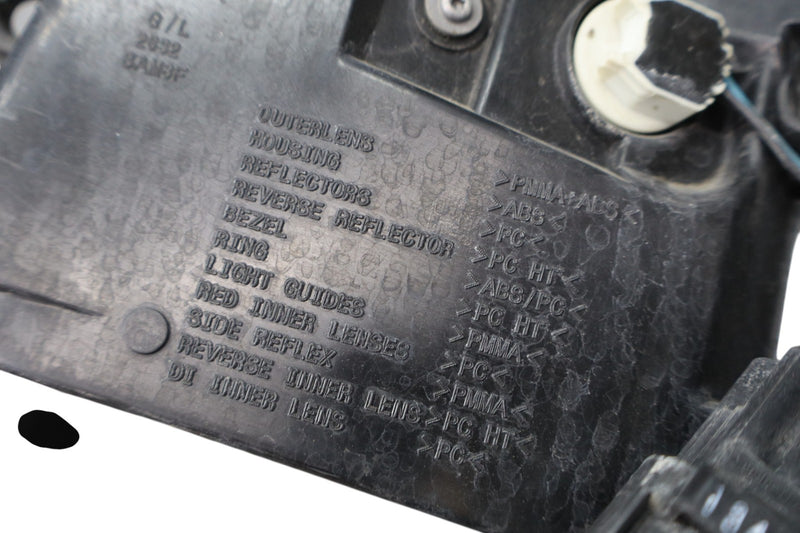 G/L
OUTERLENS >PMMA+ABS<
HOUSING >ABS<
REFLECTORS >PC<
REVERSE REFLECTOR >PC HT<
BEZEL >ABS/PC<
RING >PC HT<
LIGHT GUIDES >PMMA<
RED INNER LENSES >PC<
SIDE REFLEX >PMMA<
REVERSE INNER LENS >PC HT<
DI INNER LENS >PC<